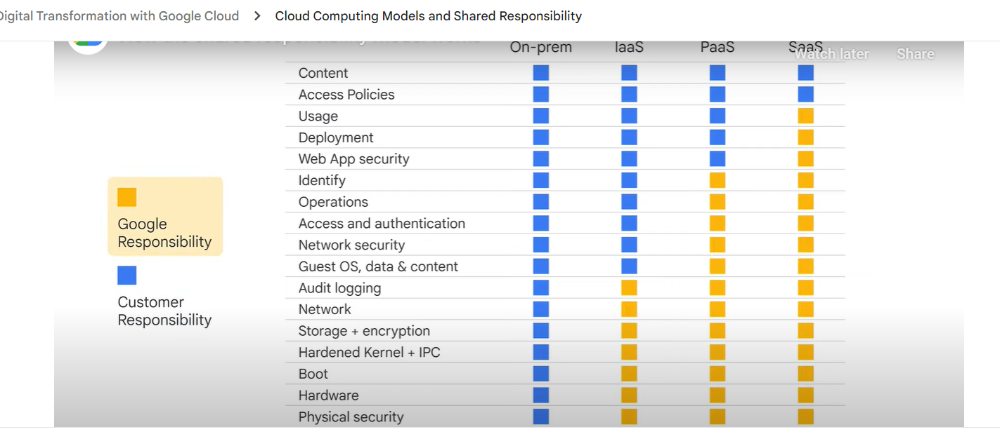 Digital Transformation with Google Cloud > Cloud Computing Models and Shared Responsibility
On-prem IaaS PaaS SaaS
Watch later Share
Content
Access Policies
Usage
Deployment
Web App security
Identify
Operations
Access and authentication
Network security
Guest OS, data & content
Audit logging
Network
Storage + encryption
Hardened Kernel + IPC
Boot
Hardware
Physical security
Google
Responsibility
Customer
Responsibility